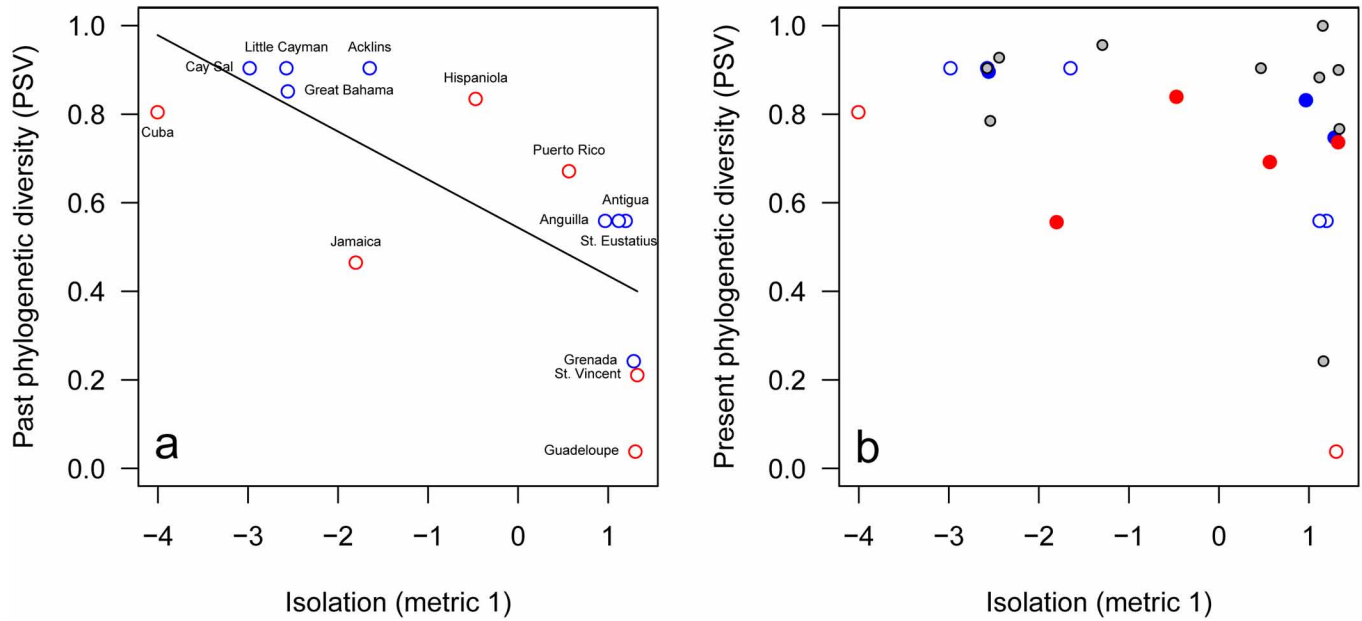 Past phylogenetic diversity (PSV)
1.0
0.8
0.6
0.4
0.2
0.0
Little Cayman
Acklins
Cay Sal
Great Bahama
Hispaniola
Cuba
Puerto Rico
Antigua
Anguilla
St. Eustatius
Jamaica
Grenada
St. Vincent
Guadeloupe
a
−4 −3 −2 −1 0 1
Isolation (metric 1)
Present phylogenetic diversity (PSV)
1.0
0.8
0.6
0.4
0.2
0.0
b
−4 −3 −2 −1 0 1
Isolation (metric 1)